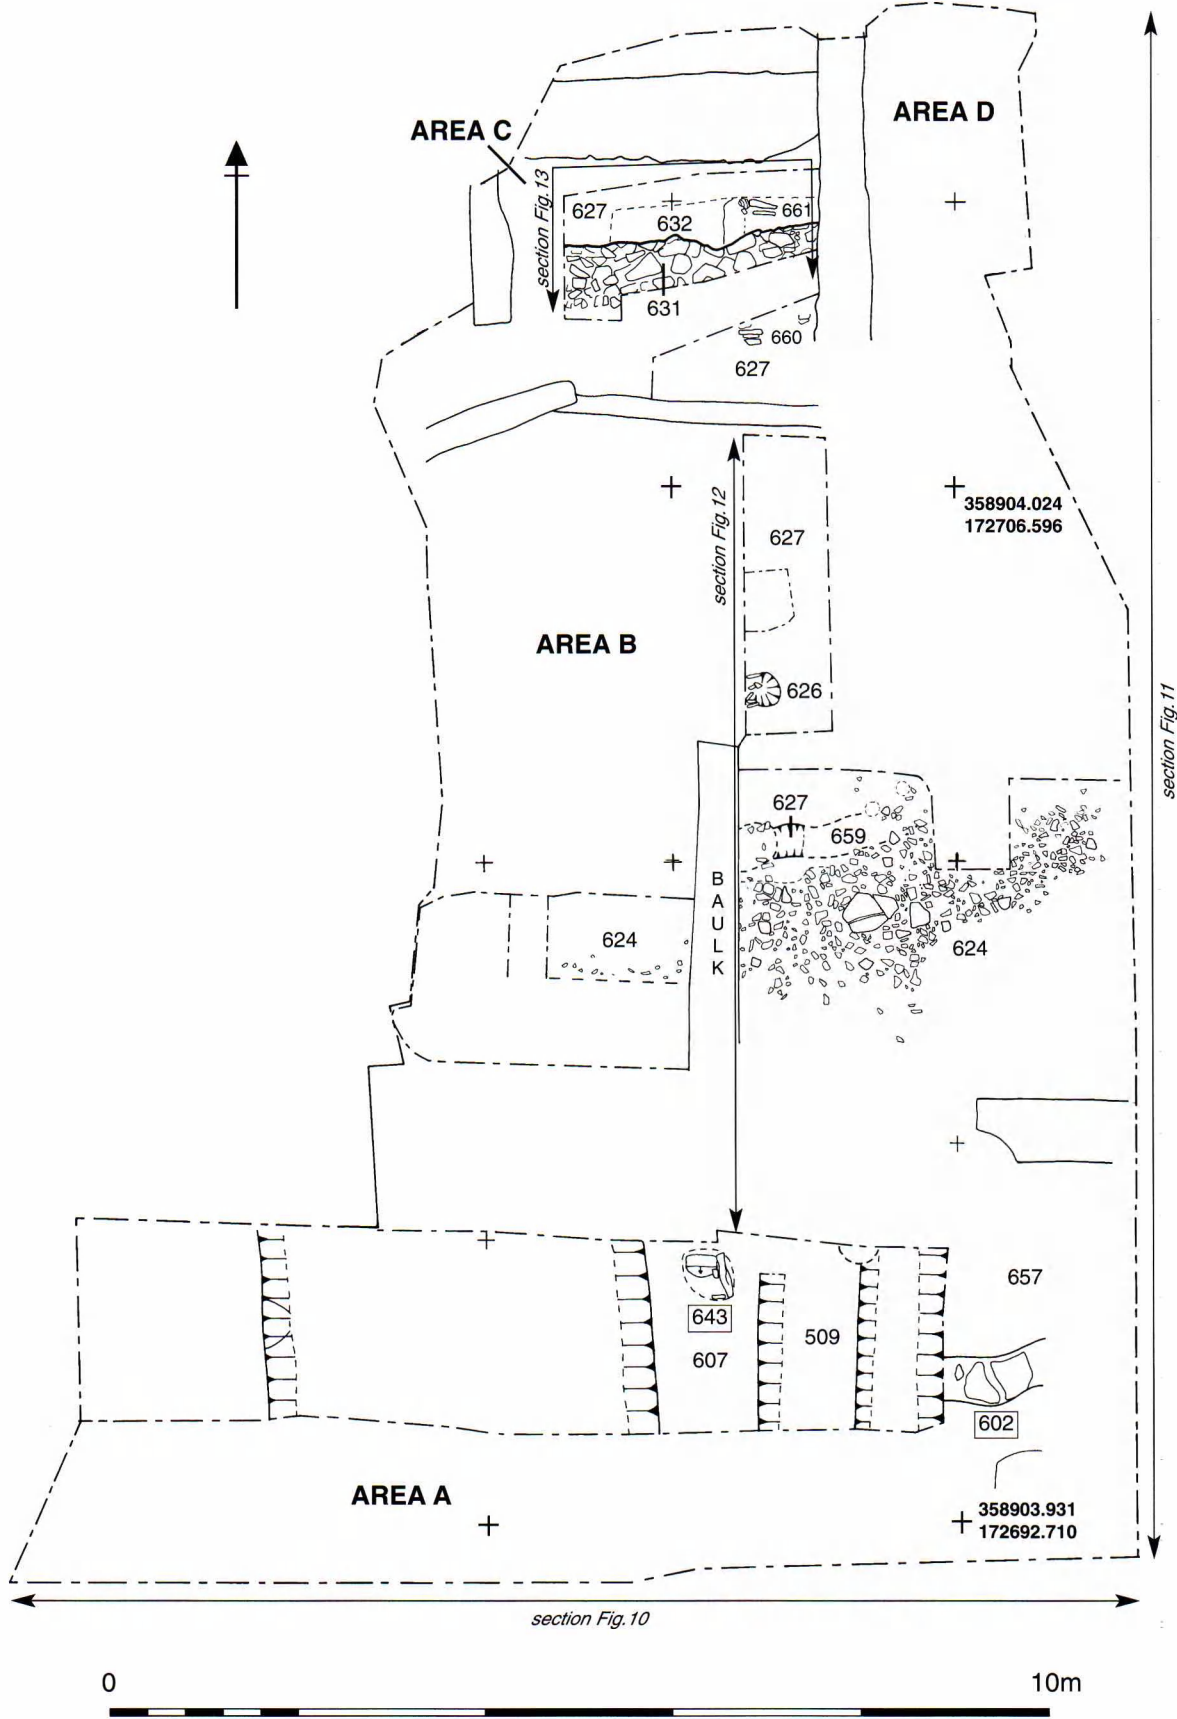 AREA D
AREA C
section Fig.13
627
632
661
631
660
627
358904.024
172706.596
section Fig.12
627
AREA B
626
section Fig.11
627
659
B
A
U
L
K
624
624
657
643
509
607
602
AREA A
358903.931
172692.710
section Fig.10
0
10m